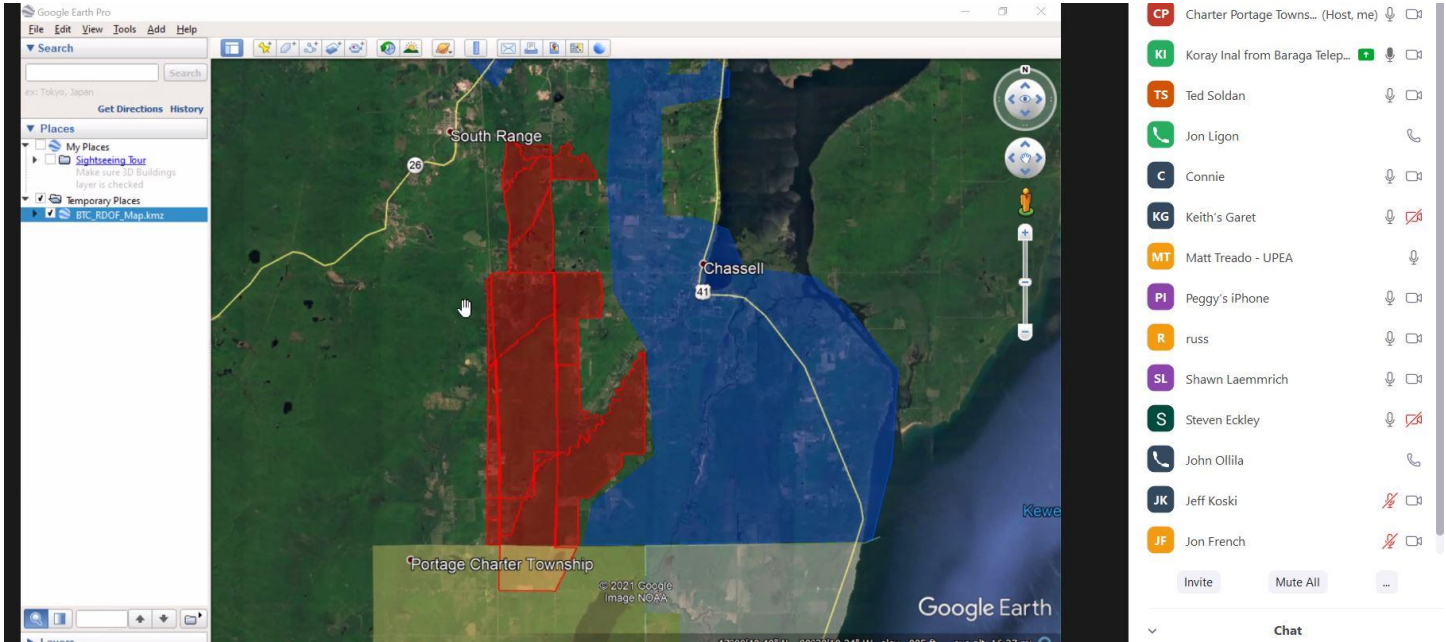 Google Earth Pro
File Edit View Tools Add Help
Search
Search
ex: Tokyo, Japan
Get Directions History
Places
My Places
Sightseeing Tour
Make sure 3D Buildings
layer is checked
Temporary Places
BTC_RDOF_Map.kmz
N
South Range
26
Chassell
41
Kewe
Portage Charter Township
© 2021 Google
Image NOAA
Google Earth
CP Charter Portage Towns... (Host, me)
KI Koray Inal from Baraga Telep...
TS Ted Soldan
Jon Ligon
C Connie
KG Keith's Garet
MT Matt Treado - UPEA
PI Peggy's iPhone
R russ
SL Shawn Laemmrich
S Steven Eckley
John Ollila
JK Jeff Koski
JF Jon French
Invite Mute All ...
Chat